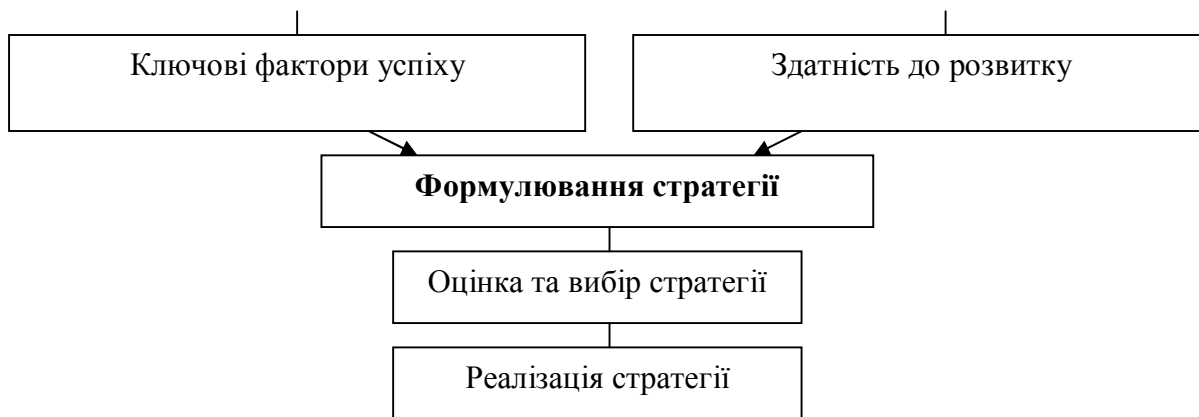 Ключові фактори успіху
Здатність до розвитку
Формулювання стратегії
Оцінка та вибір стратегії
Реалізація стратегії